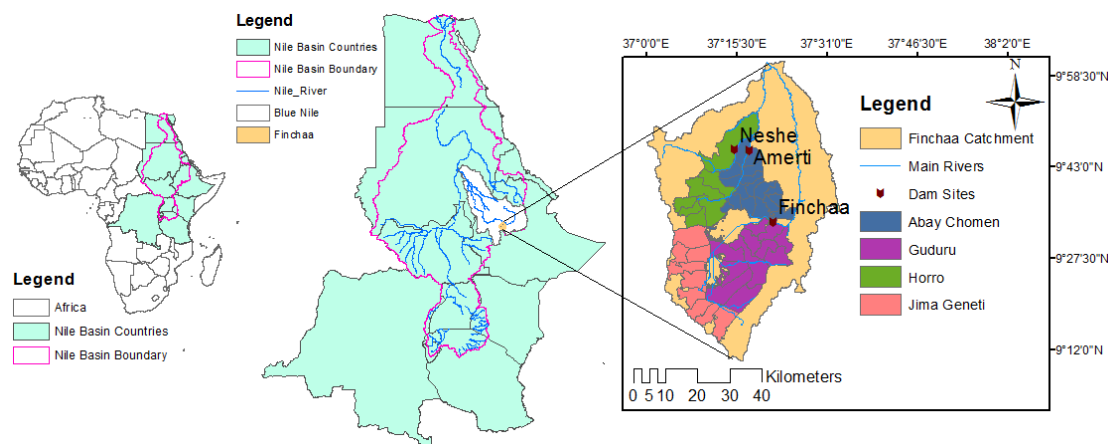 Legend
Africa
Nile Basin Countries
Nile Basin Boundary
Legend
Nile Basin Countries
Nile Basin Boundary
Nile_River
Blue Nile
Finchaa
37°0'0"E 37°15'30"E 37°31'0"E 37°46'30"E 38°2'0"E
9°58'30"N
9°43'0"N
9°27'30"N
9°12'0"N
N
Neshe
Amerti
Finchaa
Legend
Finchaa Catchment
Main Rivers
Dam Sites
Abay Chomen
Guduru
Horro
Jima Geneti
Kilometers
0 5 10 20 30 40